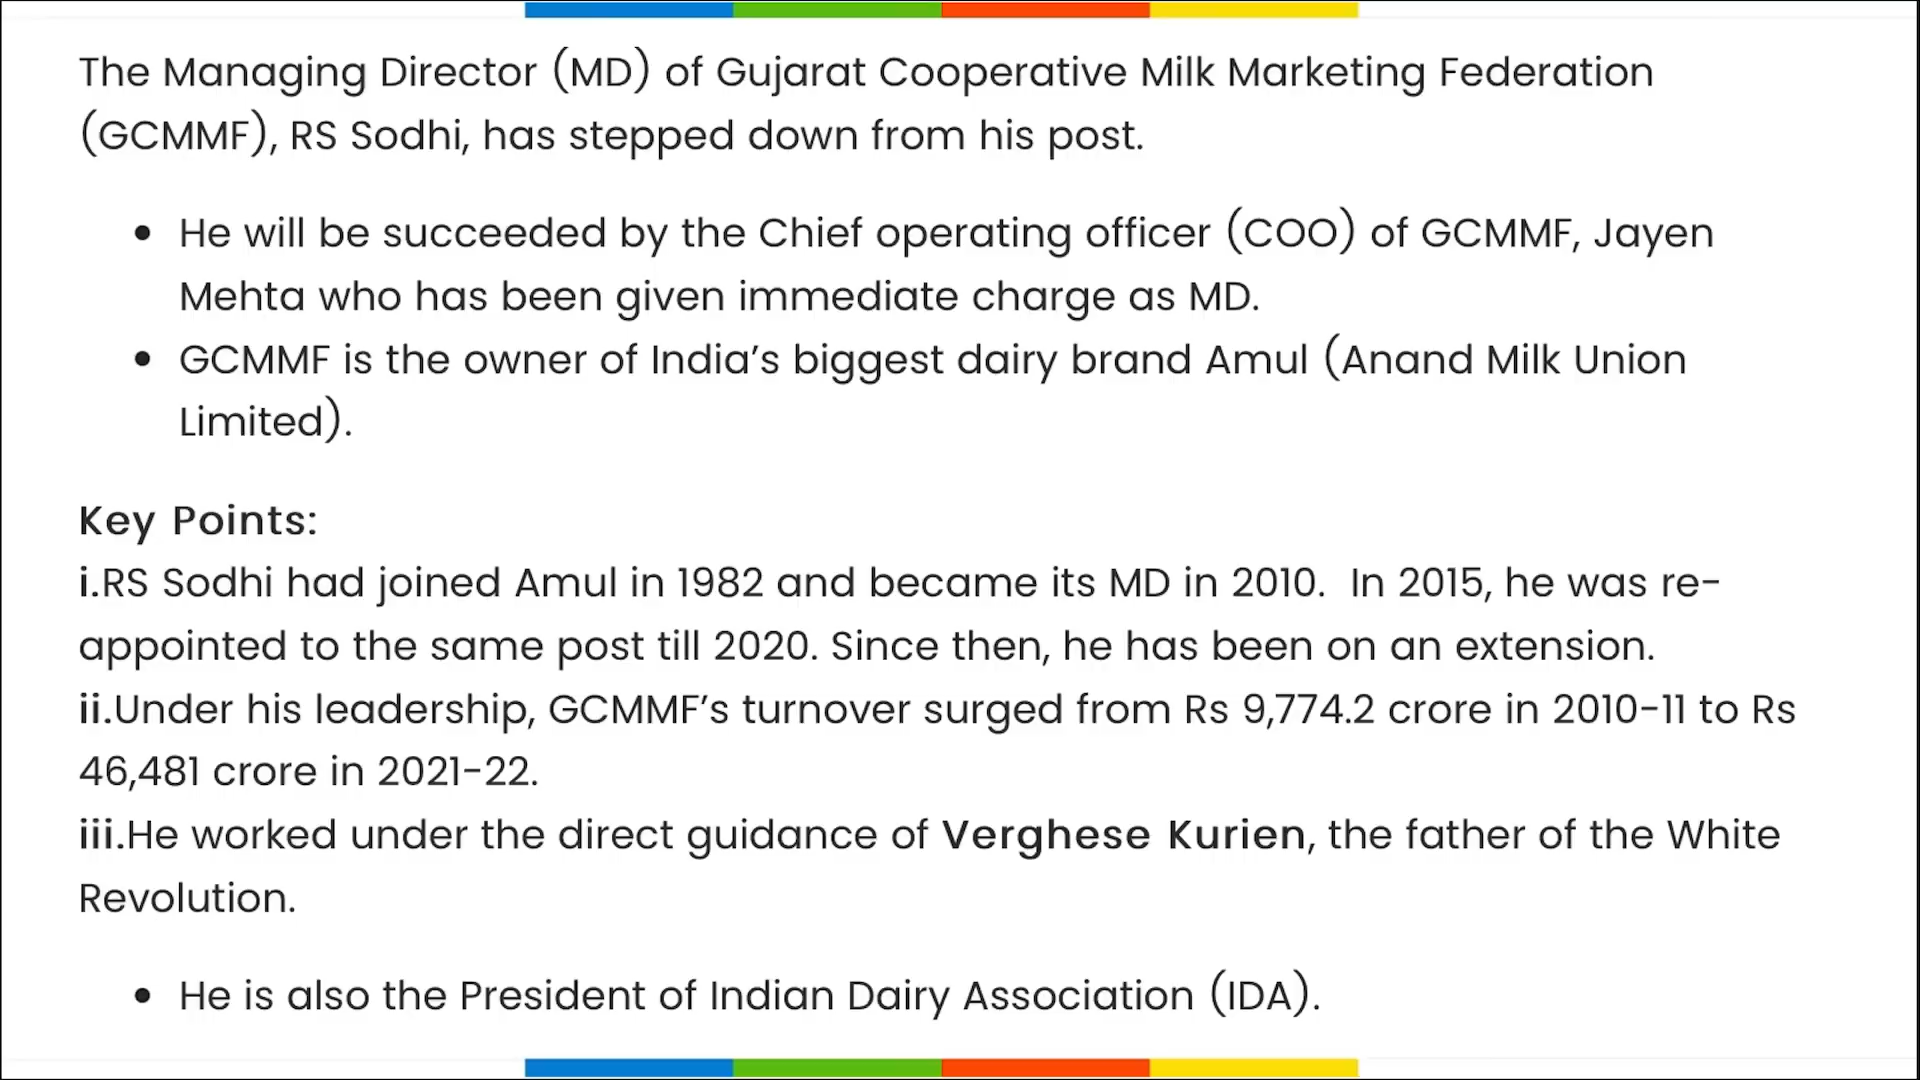 The Managing Director (MD) of Gujarat Cooperative Milk Marketing Federation
(GCMMF), RS Sodhi, has stepped down from his post.
• He will be succeeded by the Chief operating officer (COO) of GCMMF, Jayen
Mehta who has been given immediate charge as MD.
• GCMMF is the owner of India’s biggest dairy brand Amul (Anand Milk Union
Limited).
Key Points:
i.RS Sodhi had joined Amul in 1982 and became its MD in 2010.  In 2015, he was re-
appointed to the same post till 2020. Since then, he has been on an extension.
ii.Under his leadership, GCMMF’s turnover surged from Rs 9,774.2 crore in 2010-11 to Rs
46,481 crore in 2021-22.
iii.He worked under the direct guidance of Verghese Kurien, the father of the White
Revolution.
• He is also the President of Indian Dairy Association (IDA).